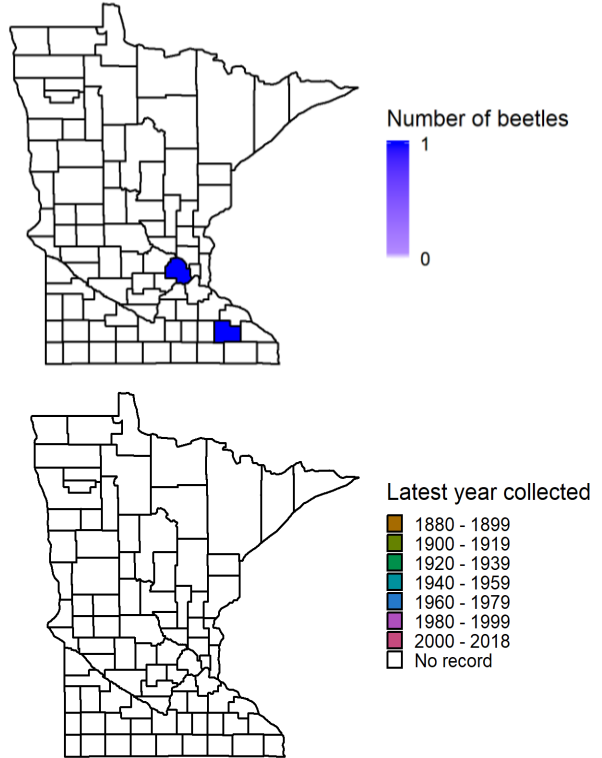 Number of beetles
1
0
Latest year collected
1880 - 1899
1900 - 1919
1920 - 1939
1940 - 1959
1960 - 1979
1980 - 1999
2000 - 2018
No record